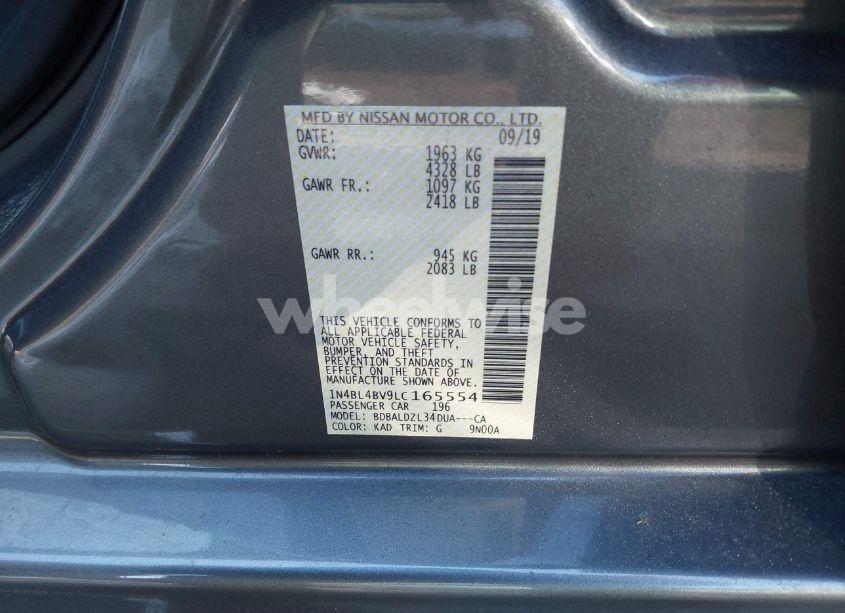 MFD BY NISSAN MOTOR CO., LTD.
DATE: 09/19
GVWR: 1963 KG
4328 LB
GAWR FR.: 1097 KG
2418 LB
GAWR RR.: 945 KG
2083 LB
wheelwise
THIS VEHICLE CONFORMS TO
ALL APPLICABLE FEDERAL
MOTOR VEHICLE SAFETY,
BUMPER, AND THEFT
PREVENTION STANDARDS IN
EFFECT ON THE DATE OF
MANUFACTURE SHOWN ABOVE.
1N4BL4BV9LC165554
PASSENGER CAR 196
MODEL: BDBALDZL34DUA---CA
COLOR: KAD TRIM: G 9N00A